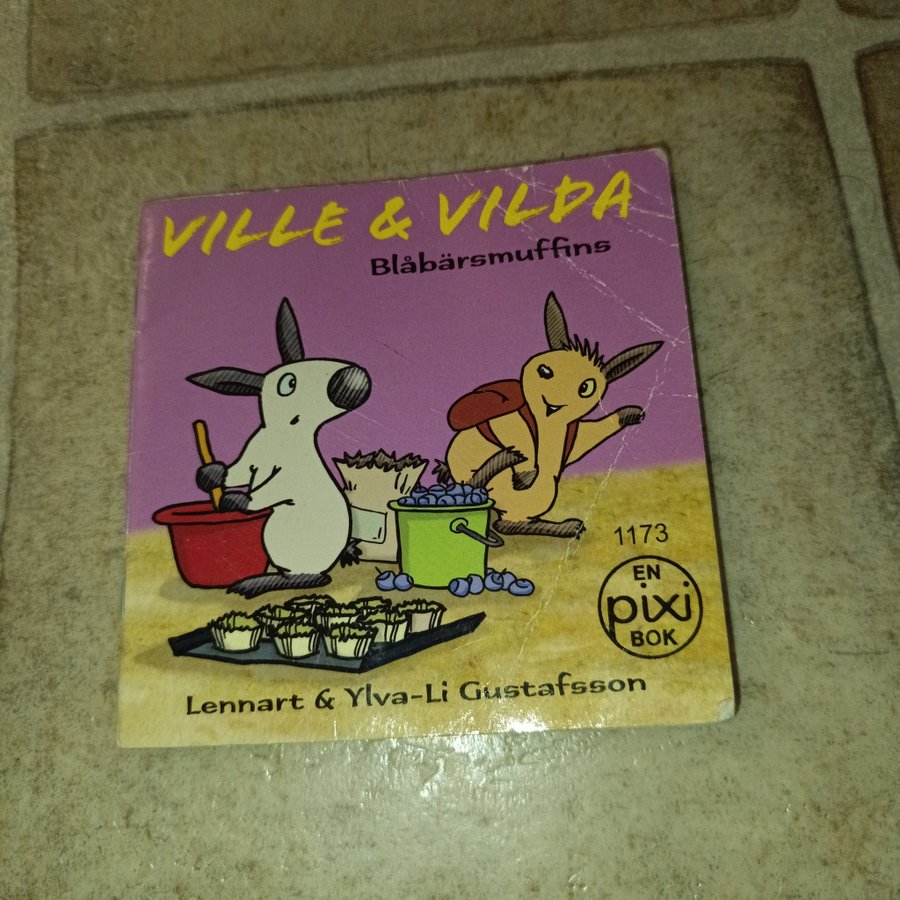 VILLE & VILDA
Blåbärsmuffins
1173
EN
pixi
BOK
Lennart & Ylva-Li Gustafsson